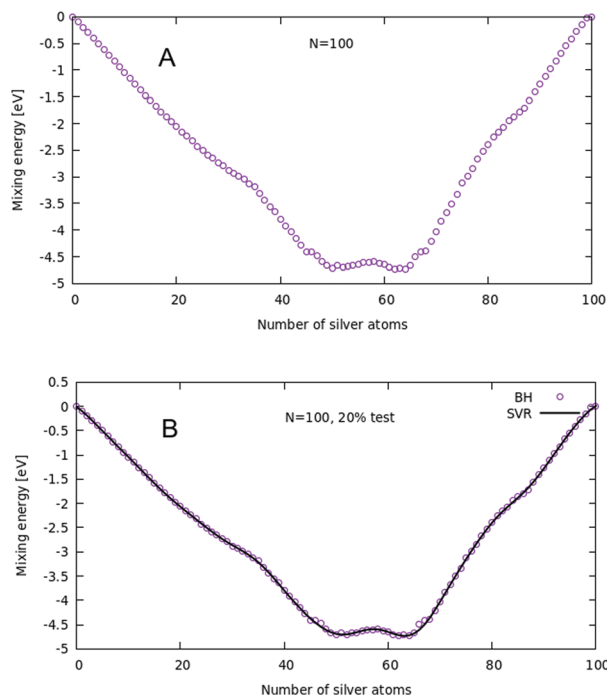 0
-0.5
-1
-1.5
-2
-2.5
-3
-3.5
-4
-4.5
-5
Mixing energy [eV]
A
N=100
0 20 40 60 80 100
Number of silver atoms
0.5
0
-0.5
-1
-1.5
-2
-2.5
-3
-3.5
-4
-4.5
-5
Mixing energy [eV]
B
N=100, 20% test
BH
SVR
0 20 40 60 80 100
Number of silver atoms